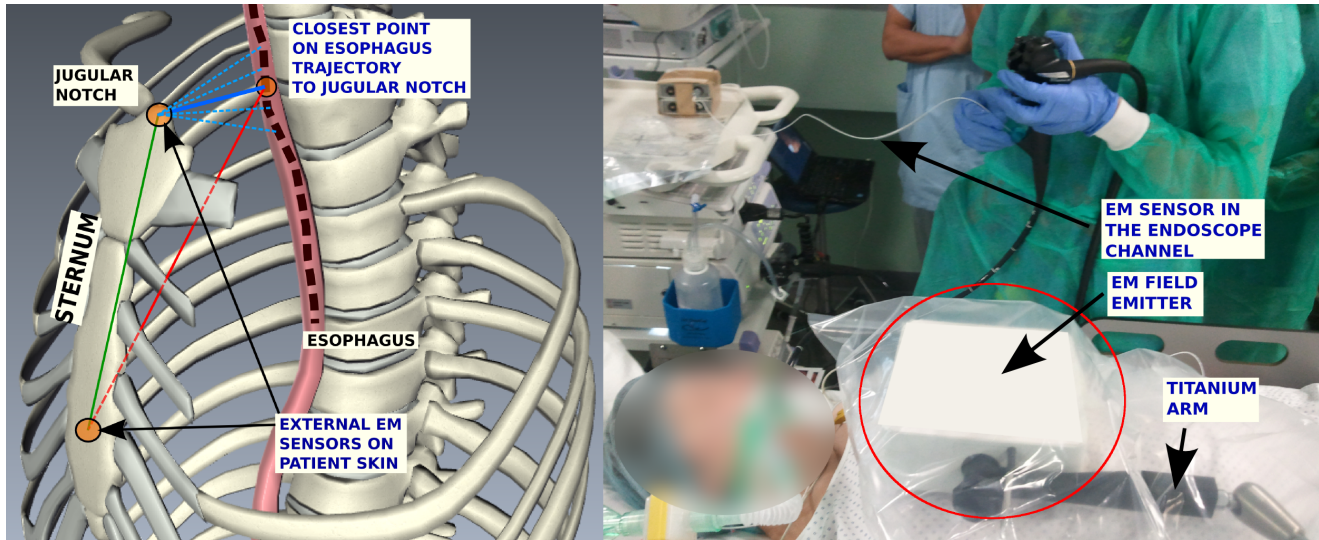 CLOSEST POINT
ON ESOPHAGUS
TRAJECTORY
TO JUGULAR NOTCH
JUGULAR
NOTCH
STERNUM
ESOPHAGUS
EXTERNAL EM
SENSORS ON
PATIENT SKIN
EM SENSOR IN
THE ENDOSCOPE
CHANNEL
EM FIELD
EMITTER
TITANIUM
ARM